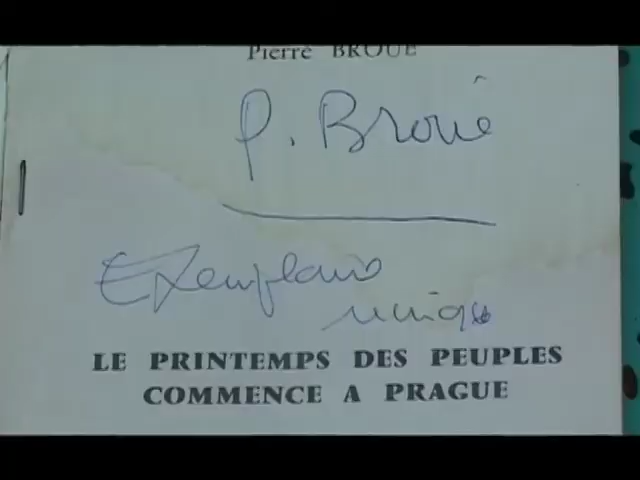 Pierre BROUE
P. Broué
Exemplaire
unique
LE PRINTEMPS DES PEUPLES
COMMENCE A PRAGUE